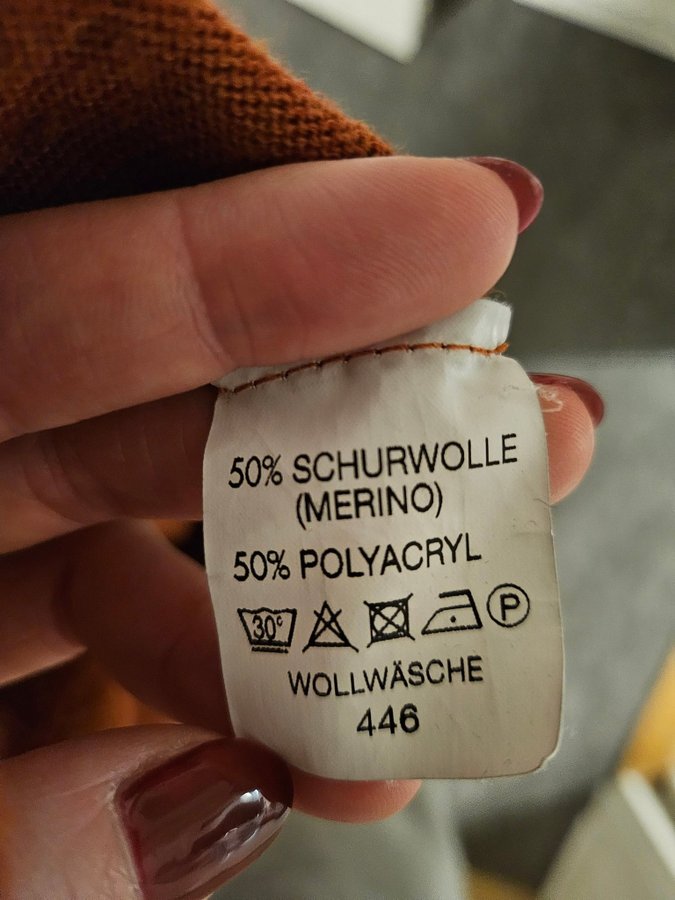 50% SCHURWOLLE
(MERINO)
50% POLYACRYL
30° P
WOLLWÄSCHE
446